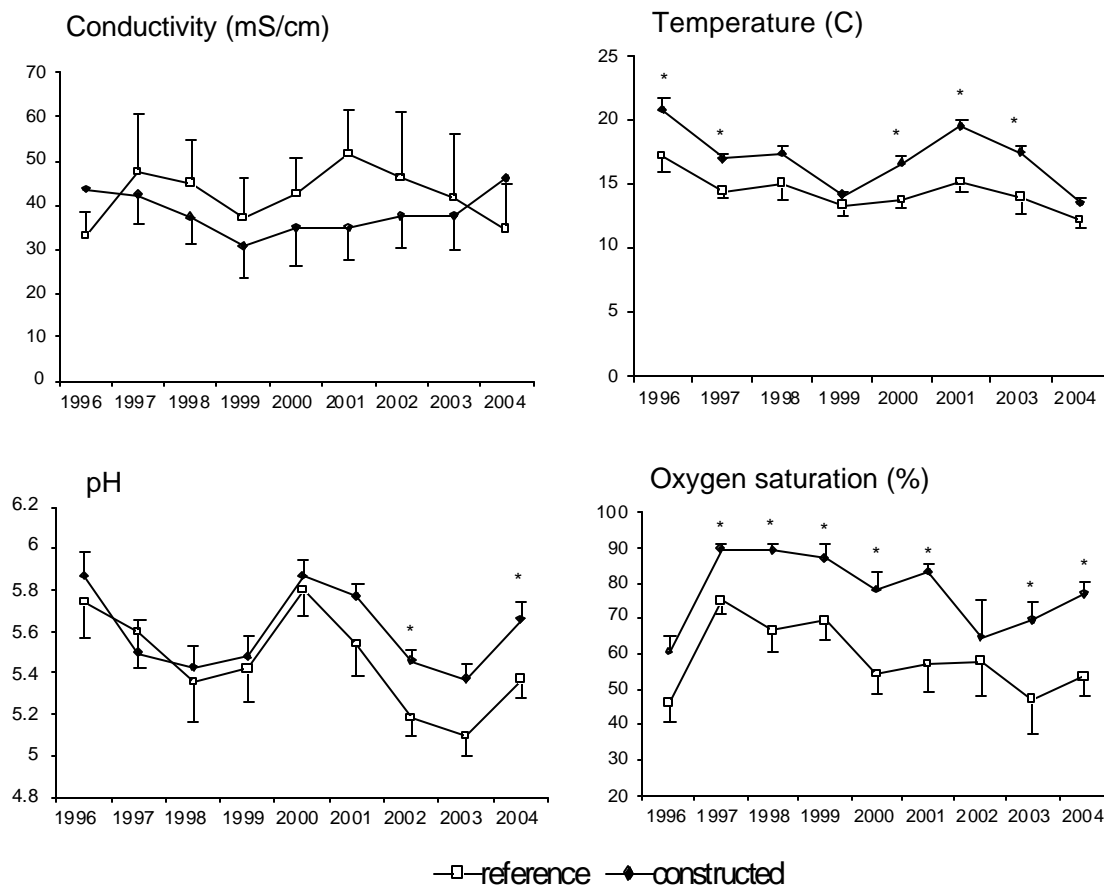 Conductivity (mS/cm)
70
60
50
40
30
20
10
0
1996 1997 1998 1999 2000 2001 2002 2003 2004
Temperature (C)
25
20
15
10
5
0
* * * * *
1996 1997 1998 1999 2000 2001 2003 2004
pH
6.2
6
5.8
5.6
5.4
5.2
5
4.8
* *
1996 1997 1998 1999 2000 2001 2002 2003 2004
Oxygen saturation (%)
100
90
80
70
60
50
40
30
20
* * * * * * *
1996 1997 1998 1999 2000 2001 2002 2003 2004
reference constructed